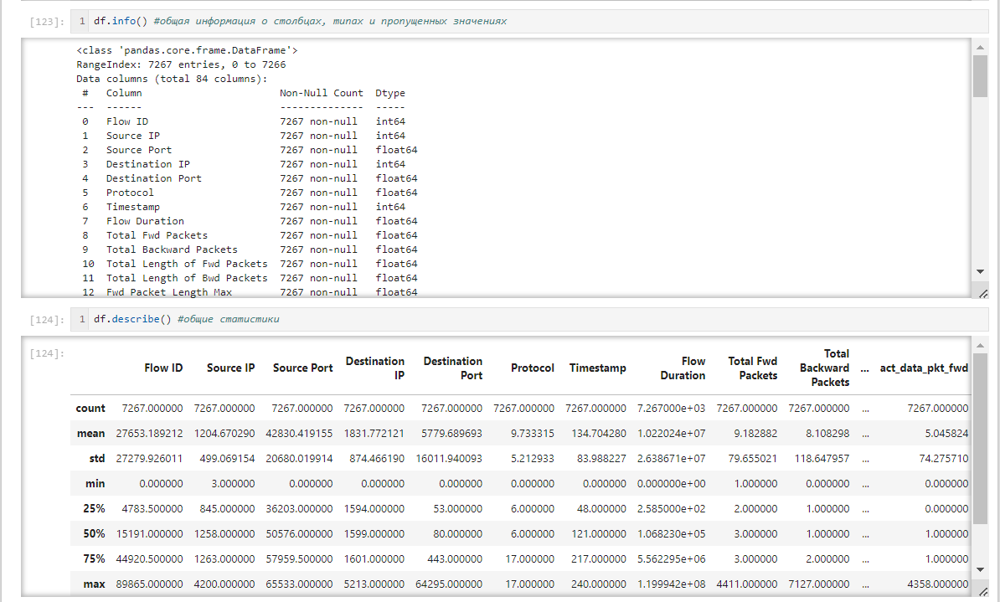 [123]: 1 df.info() #общая информация о столбцах, типах и пропущенных значениях
<class 'pandas.core.frame.DataFrame'>
RangeIndex: 7267 entries, 0 to 7266
Data columns (total 84 columns):
# Column Non-Null Count Dtype
--- ------ -------------- -----
0 Flow ID 7267 non-null int64
1 Source IP 7267 non-null int64
2 Source Port 7267 non-null float64
3 Destination IP 7267 non-null int64
4 Destination Port 7267 non-null float64
5 Protocol 7267 non-null float64
6 Timestamp 7267 non-null int64
7 Flow Duration 7267 non-null float64
8 Total Fwd Packets 7267 non-null float64
9 Total Backward Packets 7267 non-null float64
10 Total Length of Fwd Packets 7267 non-null float64
11 Total Length of Bwd Packets 7267 non-null float64
12 Fwd Packet Length Max 7267 non-null float64
[124]: 1 df.describe() #общие статистики
[124]:
Flow ID Source IP Source Port Destination IP Destination Port Protocol Timestamp Flow Duration Total Fwd Packets Total Backward Packets ... act_data_pkt_fwd
count 7267.000000 7267.000000 7267.000000 7267.000000 7267.000000 7267.000000 7267.000000 7.267000e+03 7267.000000 7267.000000 ... 7267.000000
mean 27653.189212 1204.670290 42830.419155 1831.772121 5779.689693 9.733315 134.704280 1.022024e+07 9.182882 8.108298 ... 5.045824
std 27279.926011 499.069154 20680.019914 874.466190 16011.940093 5.212933 83.988227 2.638671e+07 79.655021 118.647957 ... 74.275710
min 0.000000 3.000000 0.000000 0.000000 0.000000 0.000000 0.000000 0.000000e+00 1.000000 0.000000 ... 0.000000
25% 4783.500000 845.000000 36203.000000 1594.000000 53.000000 6.000000 48.000000 2.585000e+02 2.000000 1.000000 ... 0.000000
50% 15191.000000 1258.000000 50576.000000 1599.000000 80.000000 6.000000 121.000000 1.068230e+05 3.000000 1.000000 ... 1.000000
75% 44920.500000 1263.000000 57959.500000 1601.000000 443.000000 17.000000 217.000000 5.562295e+06 3.000000 2.000000 ... 1.000000
max 89865.000000 4200.000000 65533.000000 5213.000000 64295.000000 17.000000 240.000000 1.199942e+08 4411.000000 7127.000000 ... 4358.000000